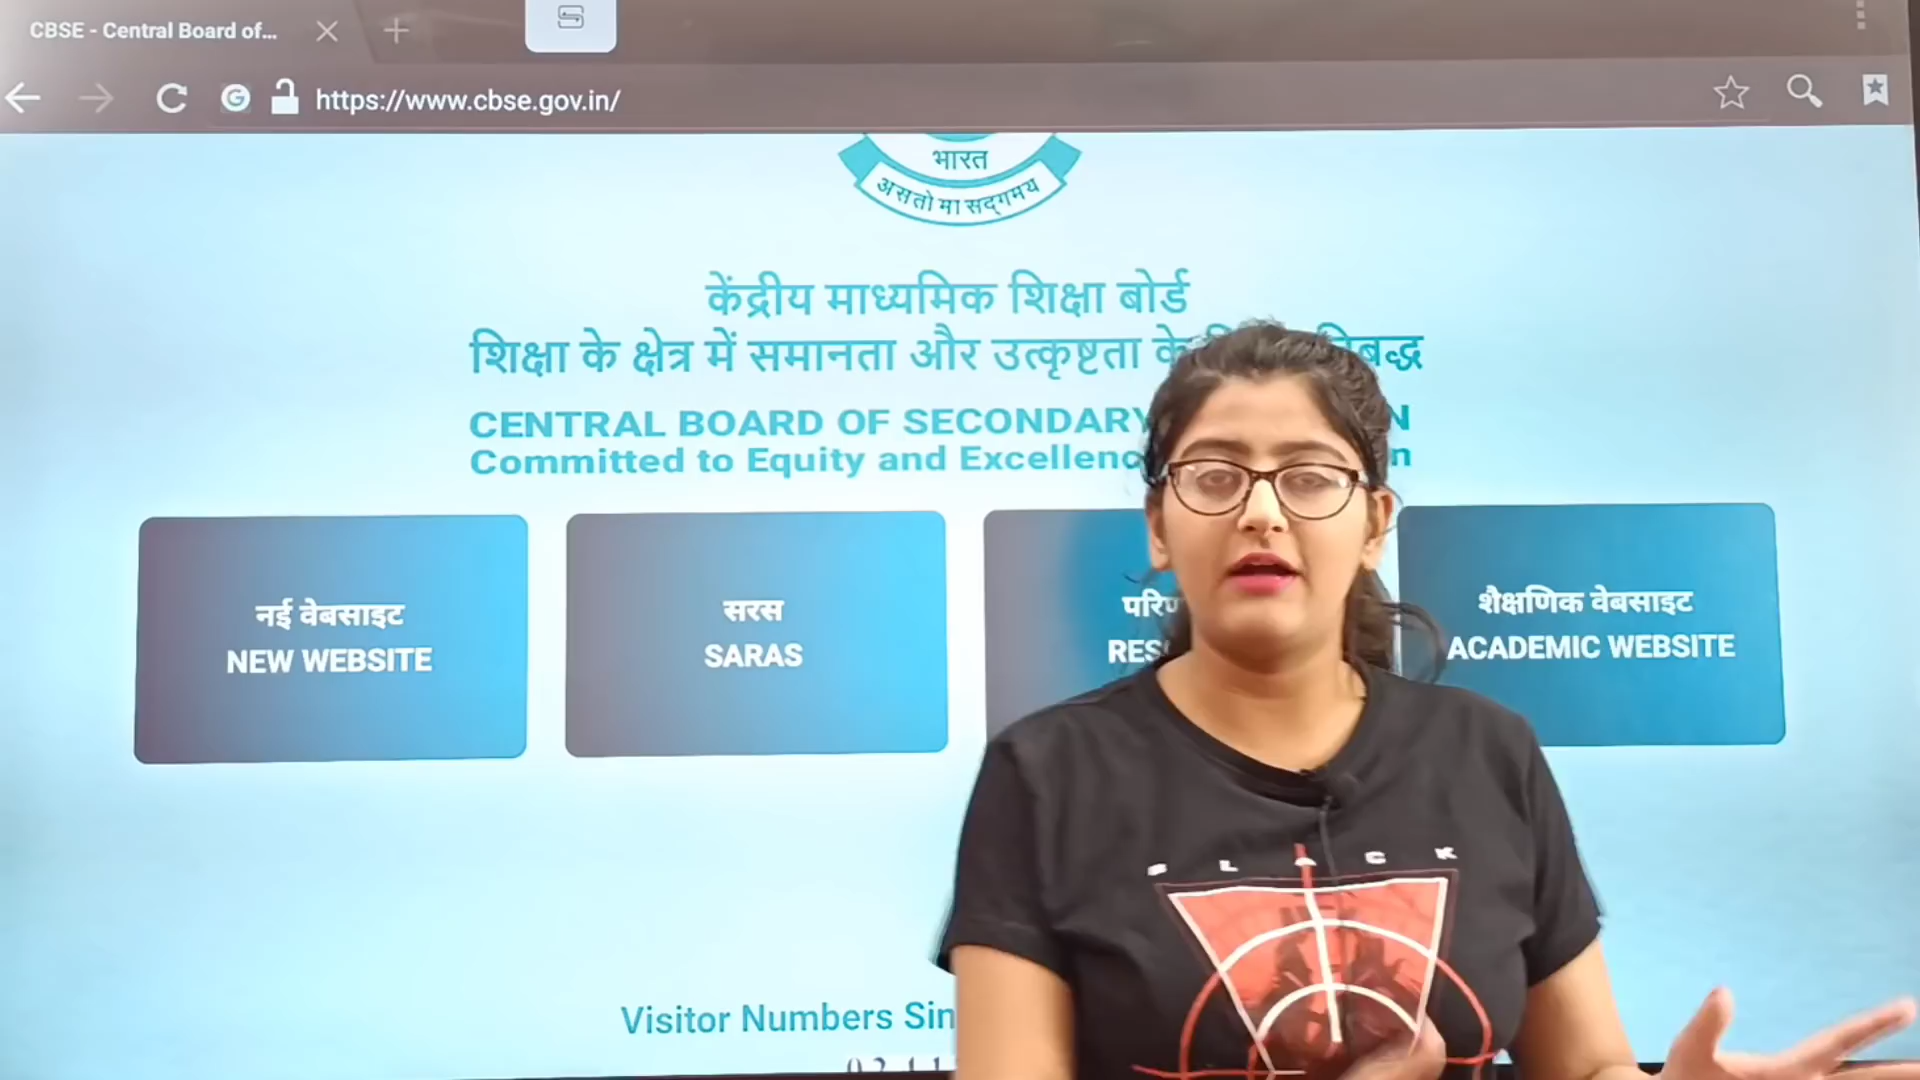 CBSE - Central Board of...
https://www.cbse.gov.in/
भारत
असतो मा सद्गमय
केंद्रीय माध्यमिक शिक्षा बोर्ड
शिक्षा के क्षेत्र में समानता और उत्कृष्टता के
CENTRAL BOARD OF SECONDARY
Committed to Equity and
नई वेबसाइट
NEW WEBSITE
सरस
SARAS
शैक्षणिक वेबसाइट
ACADEMIC WEBSITE
BLACK
Visitor Numbers